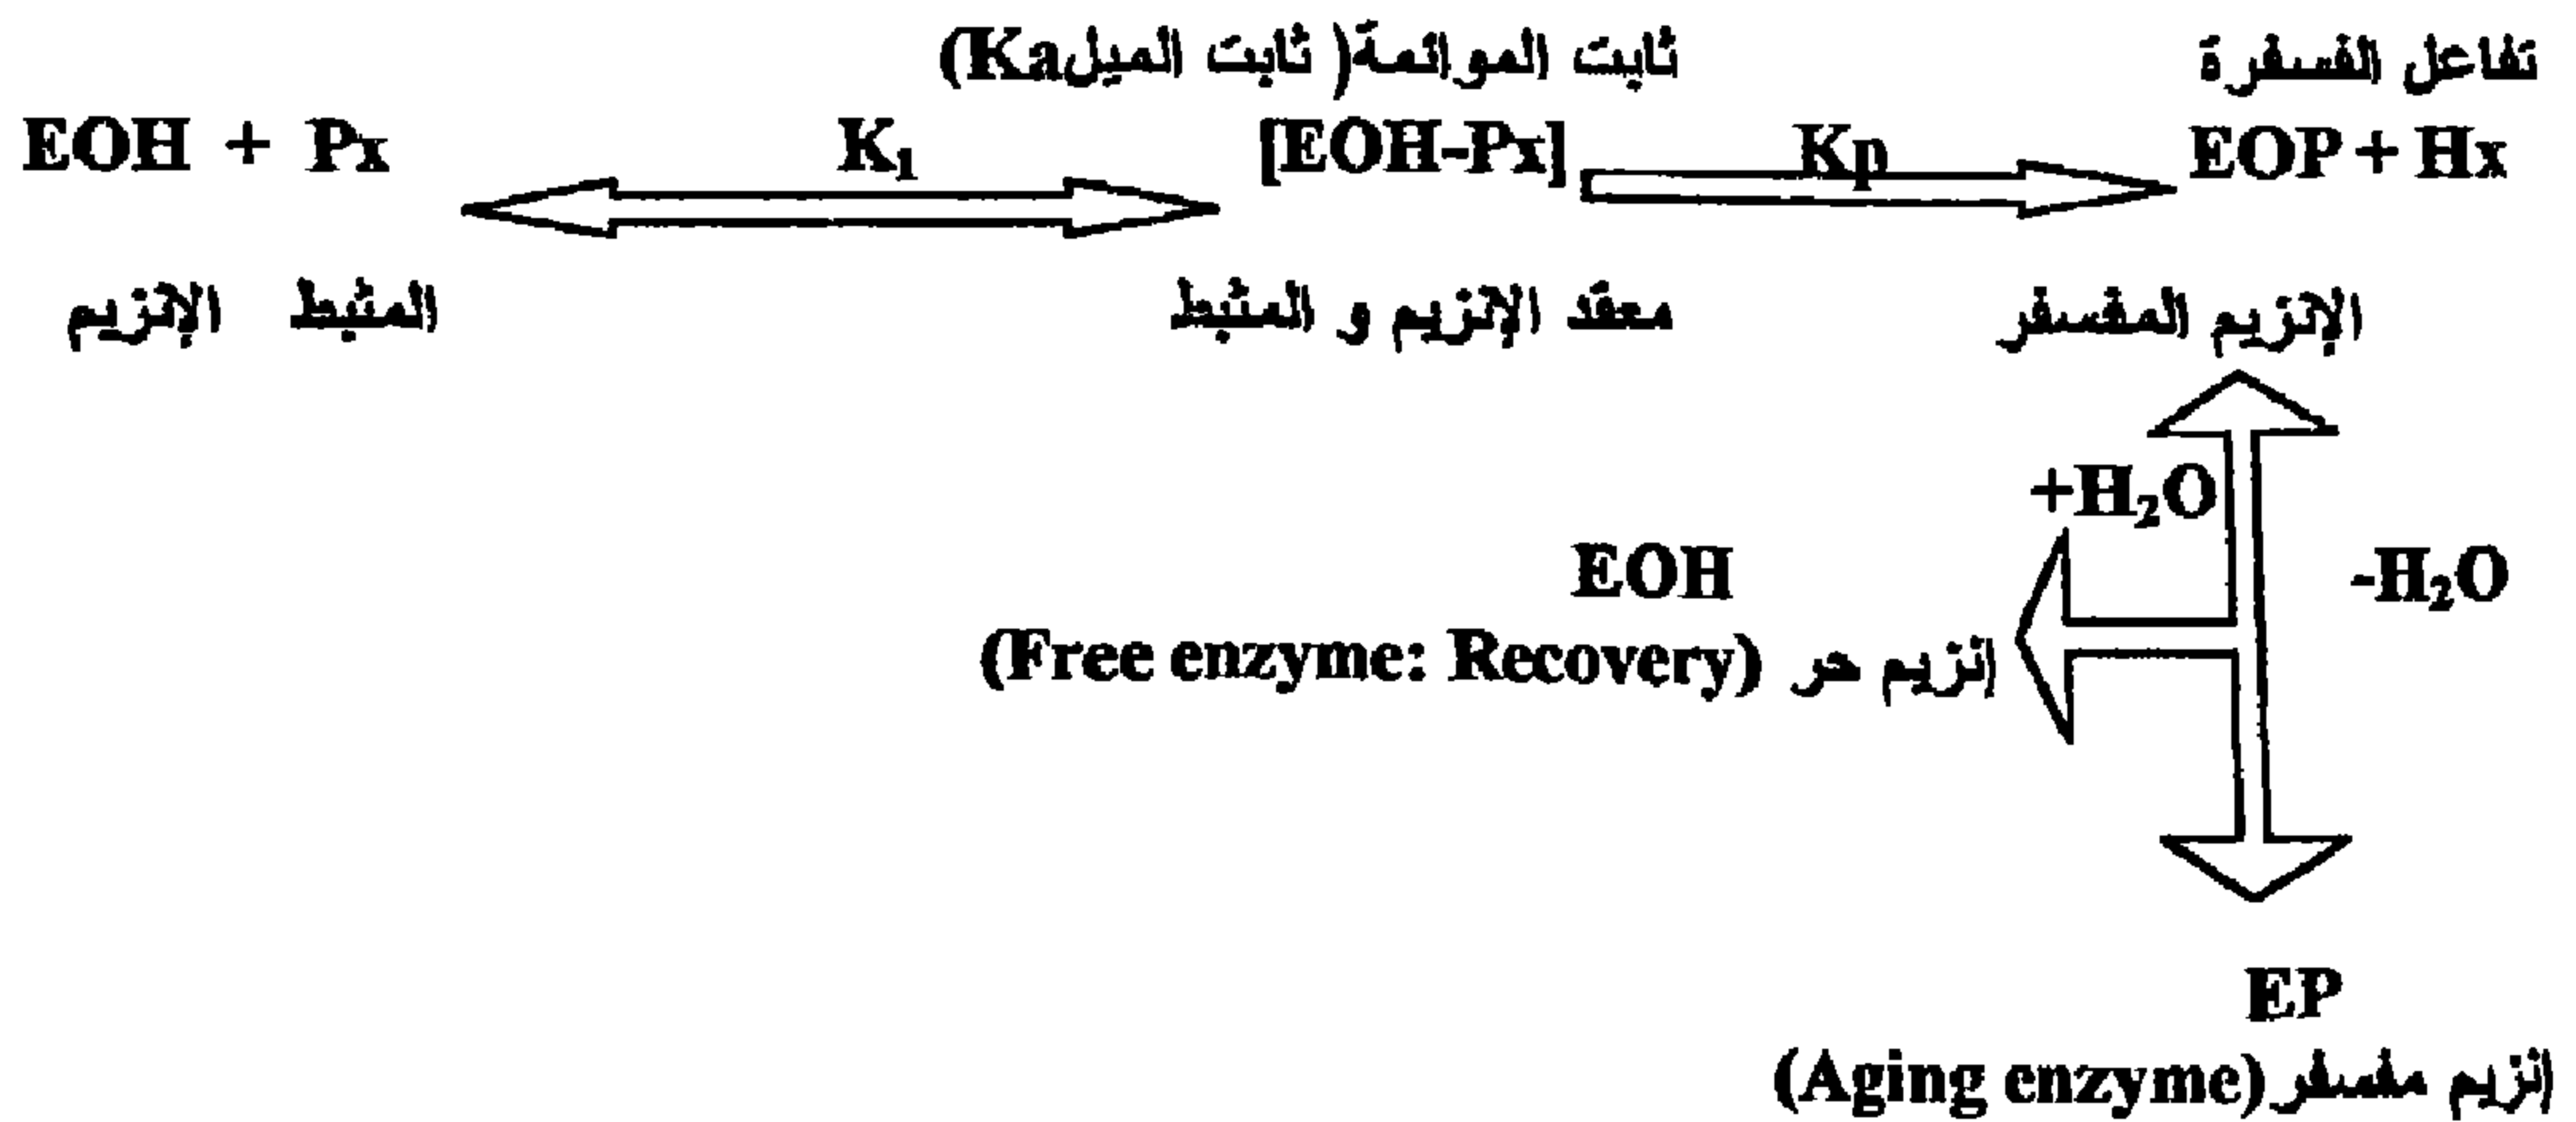 ثابت الموائمة( ثابت الميلKa)
تفاعل الفسفرة
EOH + Px
K₁
[EOH-Px]
Kp
EOP + Hx
الإنزيم المثبط
معقد الإنزيم و المثبط
الإنزيم المفسفر
+H₂O
-H₂O
EOH
إنزيم حر (Free enzyme: Recovery)
EP
إنزيم مفسفر(Aging enzyme)